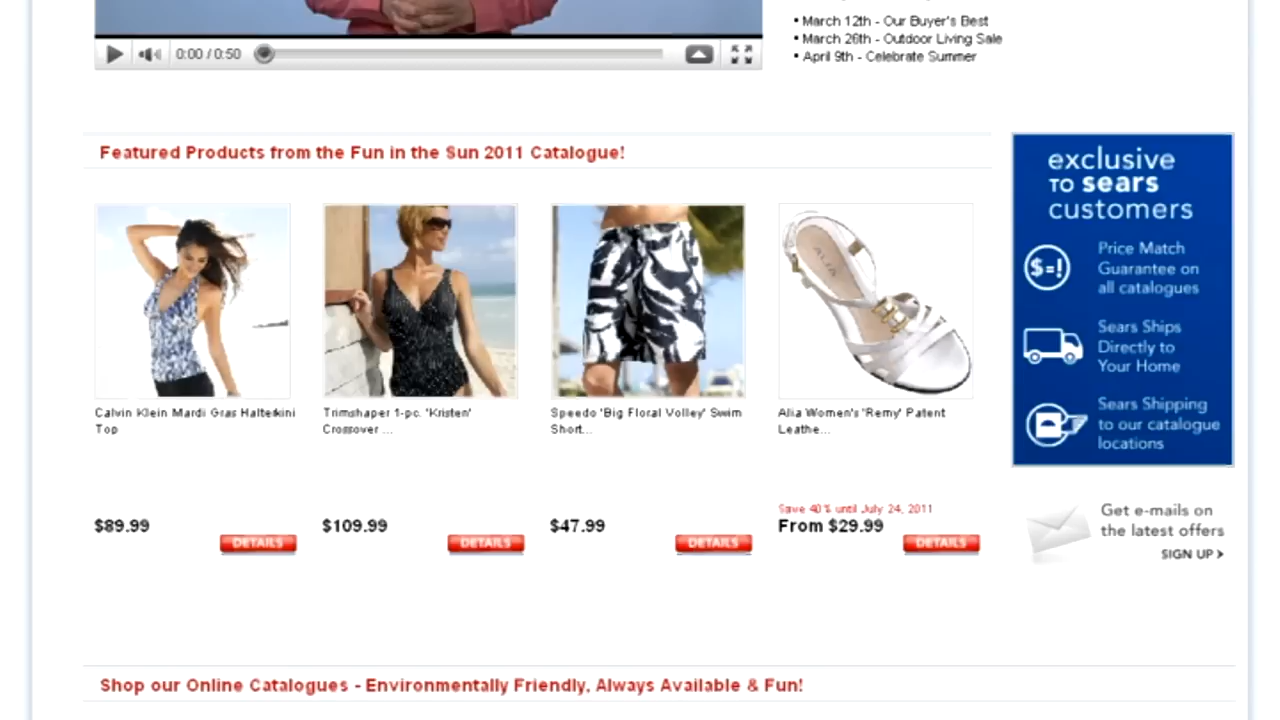 • March 12th - Our Buyer's Best
• March 26th - Outdoor Living Sale
• April 9th - Celebrate Summer
0:00 / 0:50
Featured Products from the Fun in the Sun 2011 Catalogue!
Calvin Klein Mardi Gras Halterkini
Top
$89.99
DETAILS
Trimshaper 1-pc. 'Kristen'
Crossover ...
$109.99
DETAILS
Speedo 'Big Floral Volley' Swim
Short...
$47.99
DETAILS
ALIA
Alia Women's 'Remy' Patent
Leathe...
Save 40% until July 24, 2011
From $29.99
DETAILS
exclusive
TO sears
customers
$=!
Price Match
Guarantee on
all catalogues
Sears Ships
Directly to
Your Home
Sears Shipping
to our catalogue
locations
Get e-mails on
the latest offers
SIGN UP >
Shop our Online Catalogues - Environmentally Friendly, Always Available & Fun!